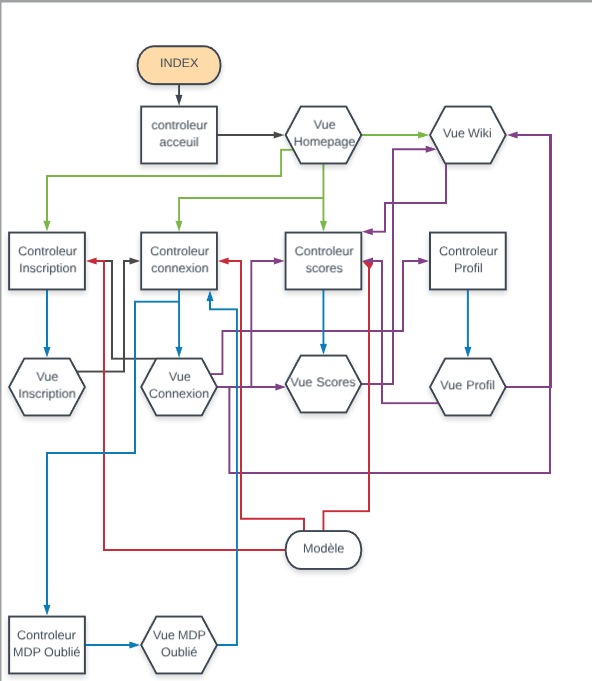 INDEX
controleur
acceuil
Vue
Homepage
Vue Wiki
Controleur
Inscription
Controleur
connexion
Controleur
scores
Controleur
Profil
Vue
Inscription
Vue
Connexion
Vue Scores
Vue Profil
Modèle
Controleur
MDP Oublié
Vue MDP
Oublié